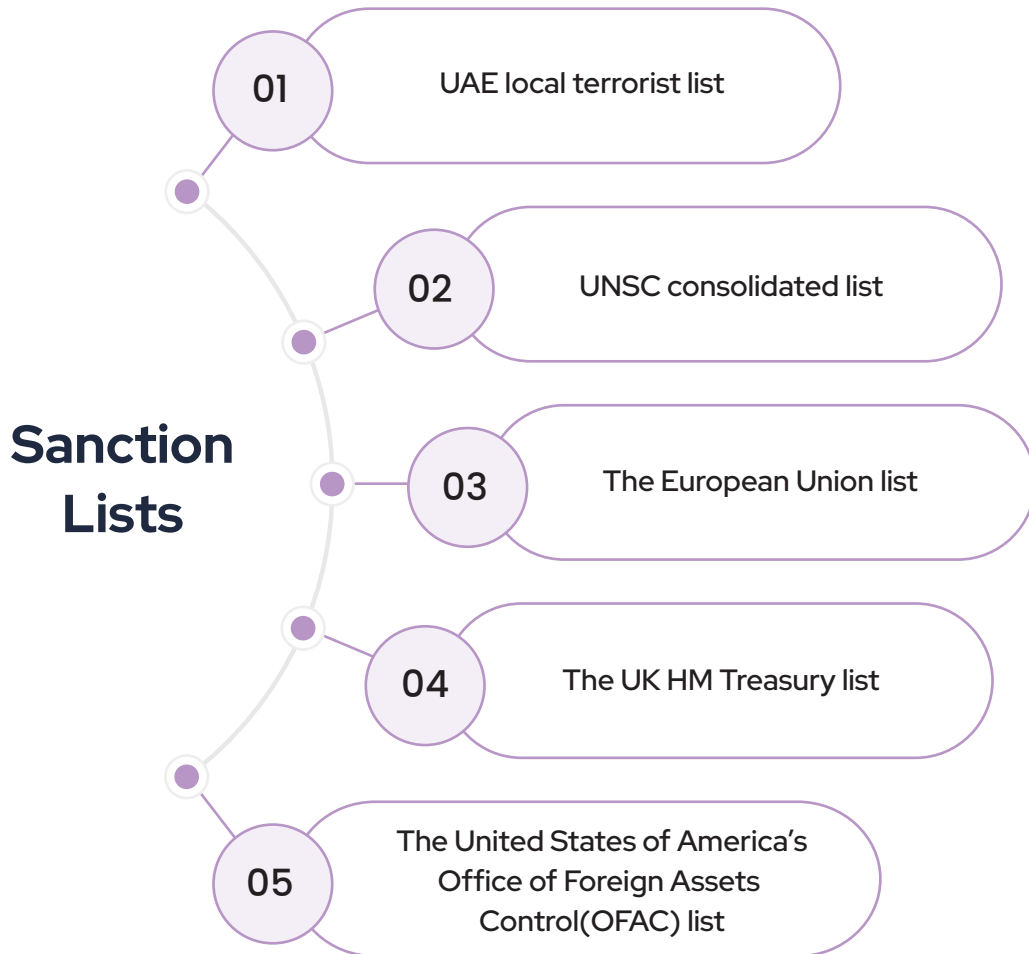 Sanction
Lists
01
UAE local terrorist list
02
UNSC consolidated list
03
The European Union list
04
The UK HM Treasury list
05
The United States of America’s
Office of Foreign Assets
Control(OFAC) list